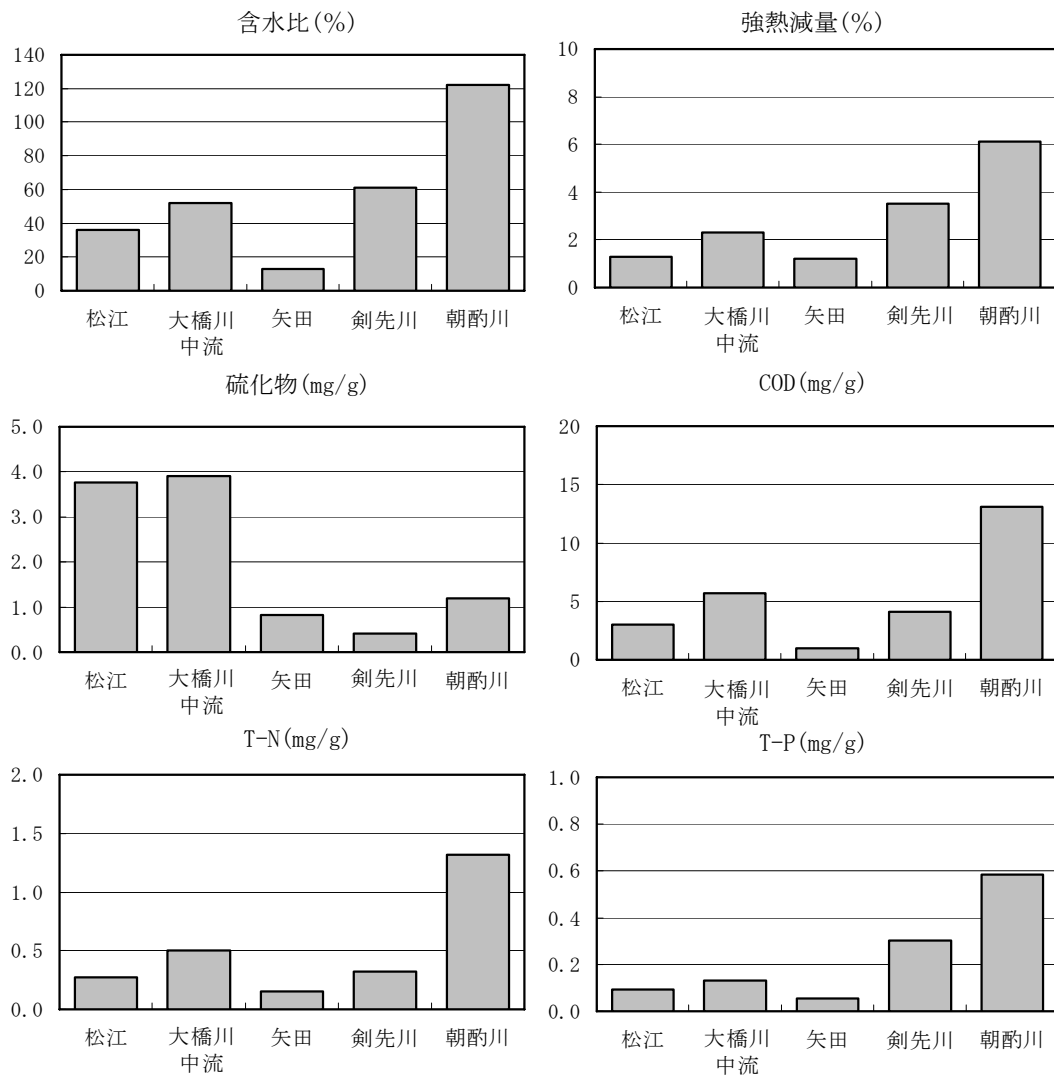 含水比(%)
140
120
100
80
60
40
20
0
松江
大橋川
中流
矢田
剣先川
朝酌川
強熱減量(%)
10
8
6
4
2
0
松江
大橋川
中流
矢田
剣先川
朝酌川
硫化物(mg/g)
5.0
4.0
3.0
2.0
1.0
0.0
松江
大橋川
中流
矢田
剣先川
朝酌川
COD(mg/g)
20
15
10
5
0
松江
大橋川
中流
矢田
剣先川
朝酌川
T-N(mg/g)
2.0
1.5
1.0
0.5
0.0
松江
大橋川
中流
矢田
剣先川
朝酌川
T-P(mg/g)
1.0
0.8
0.6
0.4
0.2
0.0
松江
大橋川
中流
矢田
剣先川
朝酌川